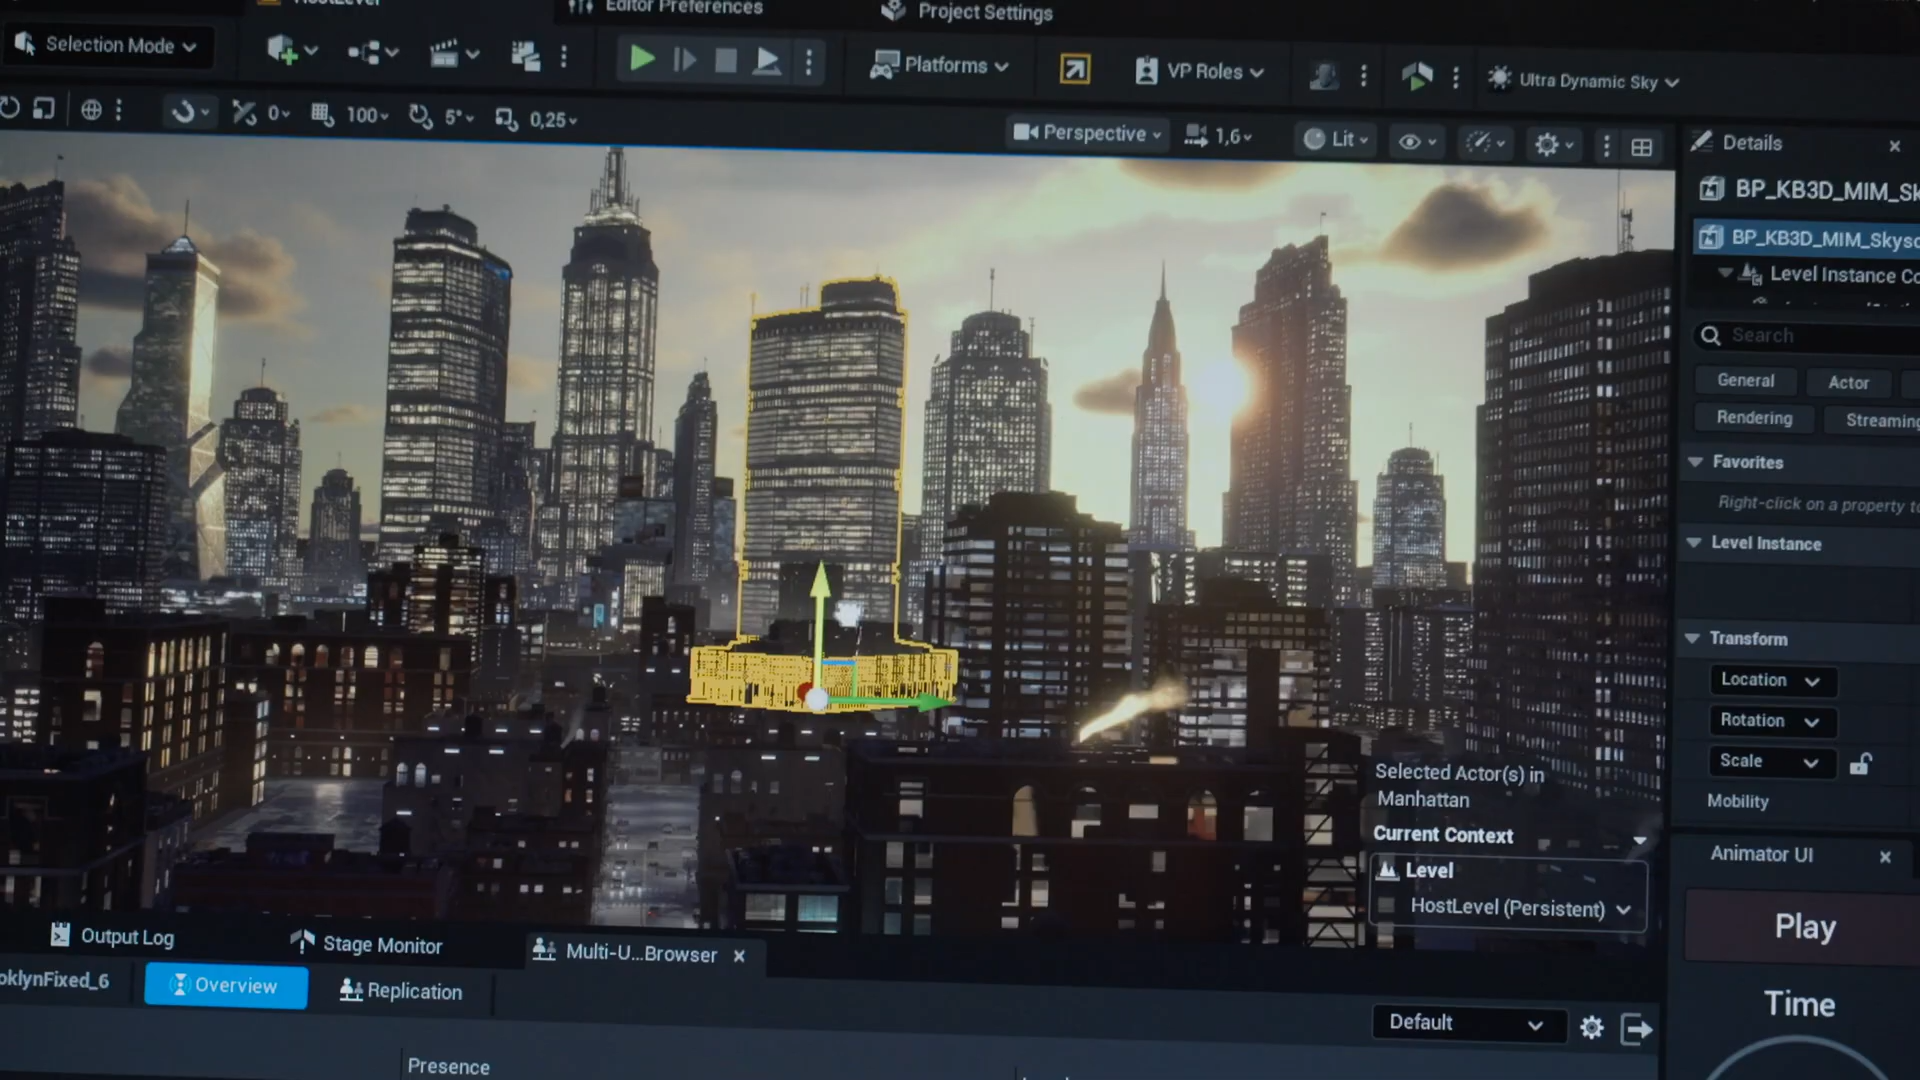 HostLevel
Editor Preferences
Project Settings
Selection Mode
Platforms
VP Roles
Ultra Dynamic Sky
0
100
5°
0,25
Perspective
1,6
Lit
Details
BP_KB3D_MIM_Sk
BP_KB3D_MIM_Skysc
Level Instance Co
Search
General
Actor
Rendering
Streaming
Favorites
Right-click on a property to
Level Instance
Transform
Location
Rotation
Scale
Mobility
Selected Actor(s) in
Manhattan
Current Context
Level
HostLevel (Persistent)
Animator UI
Play
Time
Output Log
Stage Monitor
Multi-U...Browser
oklynFixed_6
Overview
Replication
Default
Presence